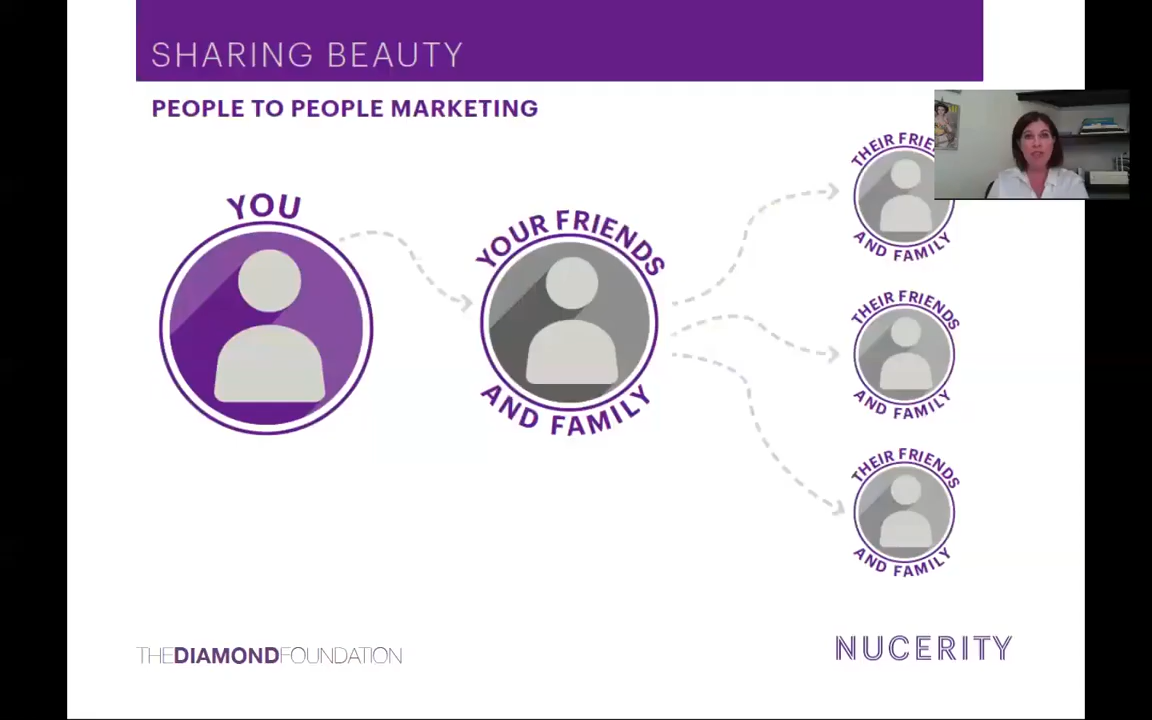 SHARING BEAUTY
PEOPLE TO PEOPLE MARKETING
YOU
YOUR FRIENDS
AND FAMILY
THEIR
AND FAMILY
THEIR FRIENDS
AND FAMILY
THEIR FRIENDS
AND FAMILY
THEDIAMONDFOUNDATION
NUCERITY